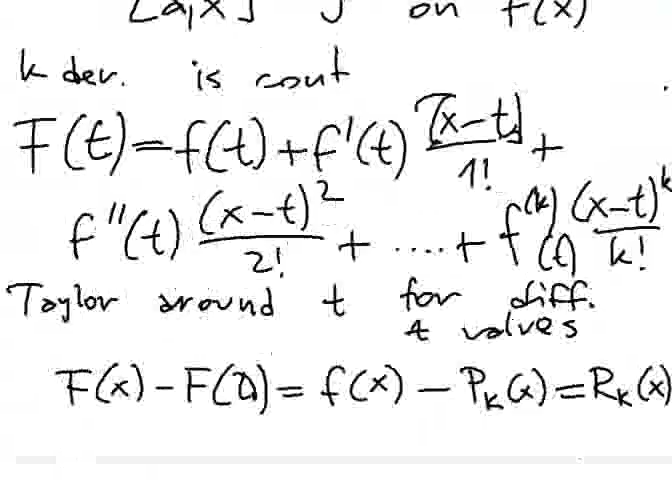 [a,x] on f(x)
k der. is cont
F(t)=f(t)+f'(t) (x-t)/1! +
f''(t) (x-t)²/2! + ....+ f^(k)(t) (x-t)^k/k!
Taylor around t for diff.
t values
F(x)-F(a)=f(x)-P_k(x)=R_k(x)